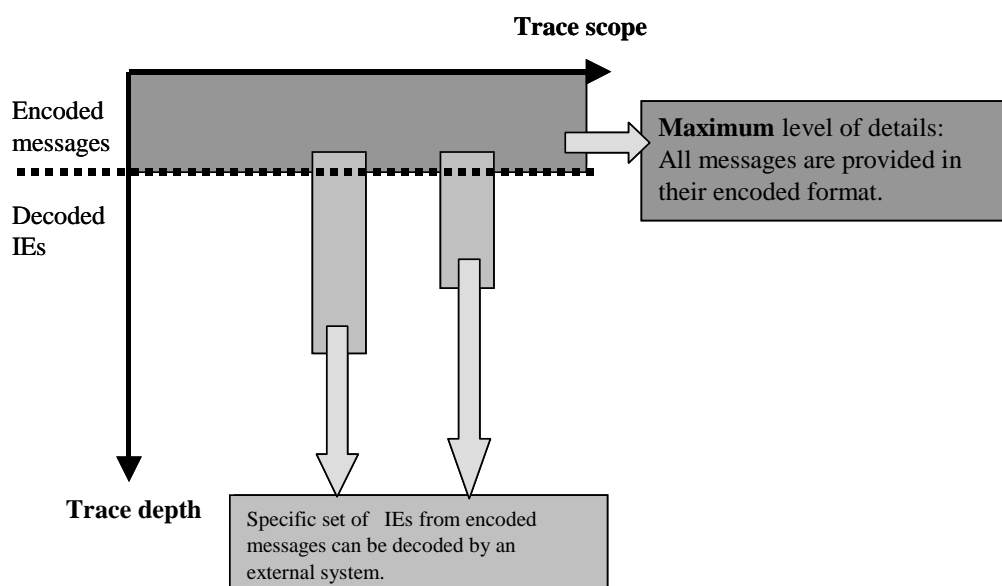 Trace scope
Encoded
messages
Maximum level of details:
All messages are provided in
their encoded format.
Decoded
IEs
Trace depth
Specific set of IEs from encoded
messages can be decoded by an
external system.